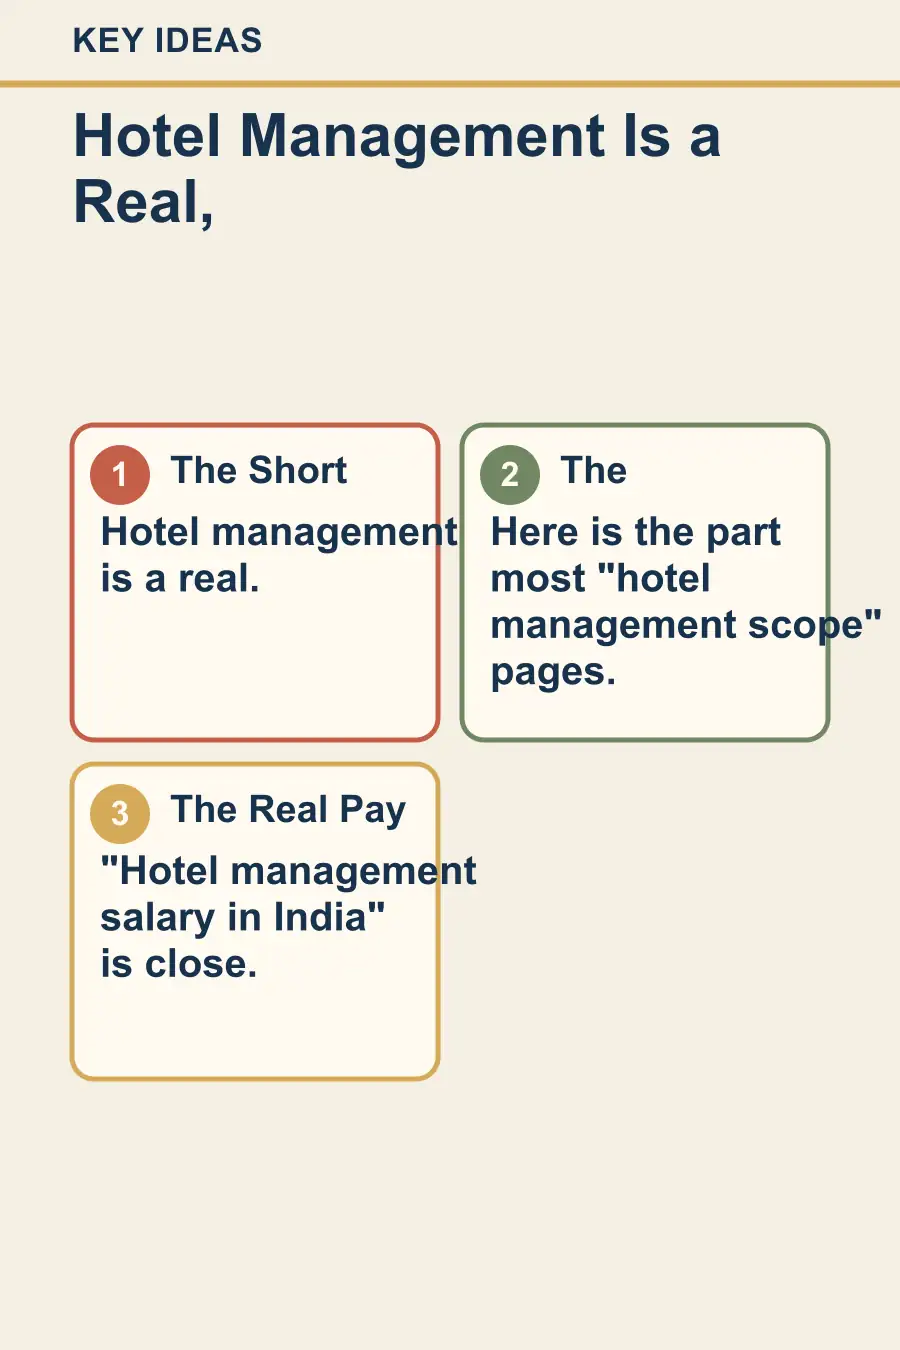 KEY IDEAS
Hotel Management Is a
Real,
1 The Short
Hotel management
is a real.
2 The
Here is the part
most "hotel
management scope"
pages.
3 The Real Pay
"Hotel management
salary in India"
is close.